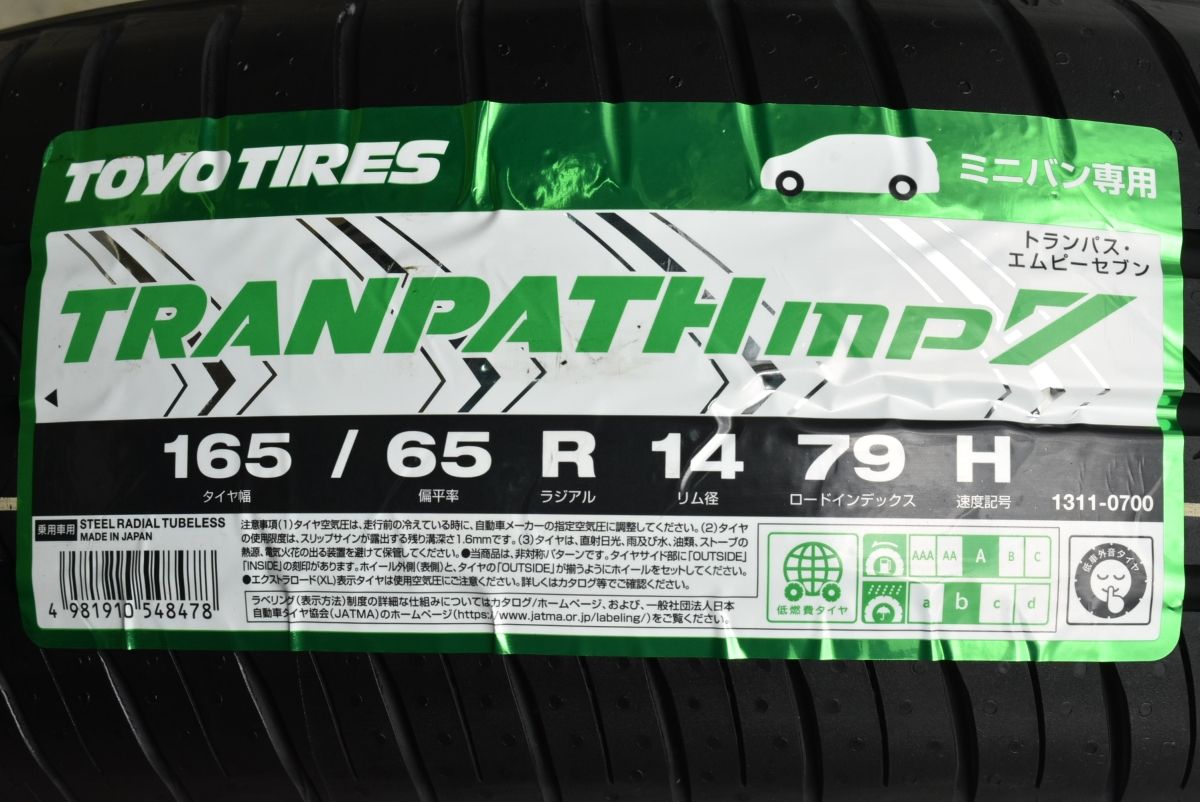 TOYO TIRES
ミニバン専用
トランパス・
エムピーセブン
TRANPATH mp7
165 / 65 R 14 79 H
タイヤ幅 偏平率 ラジアル リム径 ロードインデックス 速度記号 1311-0700
乗用車用
STEEL RADIAL TUBELESS
MADE IN JAPAN
4 981910 548478
注意事項(1)タイヤ空気圧は、走行前の冷えている時に、自動車メーカーの指定空気圧に調整してください。(2)タイヤ
の使用限度は、スリップサインが露出する残り溝深さ1.6mmです。(3)タイヤは、直射日光、雨及び水、油類、ストーブの
熱源、電気火花の出る装置を避けて保管してください。●当商品は、非対称パターンです。タイヤサイド部に「OUTSIDE」
「INSIDE」の刻印があります。ホイール外側(表側)と、タイヤの「OUTSIDE」が揃うようにホイールをセットしてください。
●エクストラロード(XL)表示タイヤは使用空気圧にご注意ください。詳しくはカタログ等でご確認ください。
ラベリング(表示方法)制度の詳細な仕組みについてはカタログ/ホームページ、および、一般社団法人日本
自動車タイヤ協会(JATMA)のホームページ(https://www.jatma.or.jp/labeling/)をご覧ください。
低燃費タイヤ
AAA AA A B C
a b c d
低車外音タイヤ